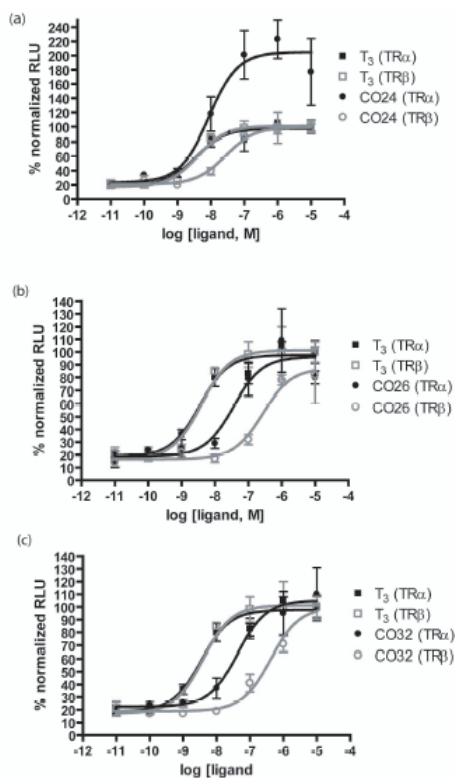 (a)
% normalized RLU
240
220
200
180
160
140
120
100
80
60
40
20
0
-12 -11 -10 -9 -8 -7 -6 -5 -4
log [ligand, M]
T₃ (TRα)
T₃ (TRβ)
CO24 (TRα)
CO24 (TRβ)
(b)
% normalized RLU
140
130
120
110
100
90
80
70
60
50
40
30
20
10
0
-12 -11 -10 -9 -8 -7 -6 -5 -4
log [ligand, M]
T₃ (TRα)
T₃ (TRβ)
CO26 (TRα)
CO26 (TRβ)
(c)
% normalized RLU
140
130
120
110
100
90
80
70
60
50
40
30
20
10
0
-12 -11 -10 -9 -8 -7 -6 -5 -4
log [ligand
T₃ (TRα)
T₃ (TRβ)
CO32 (TRα)
CO32 (TRβ)